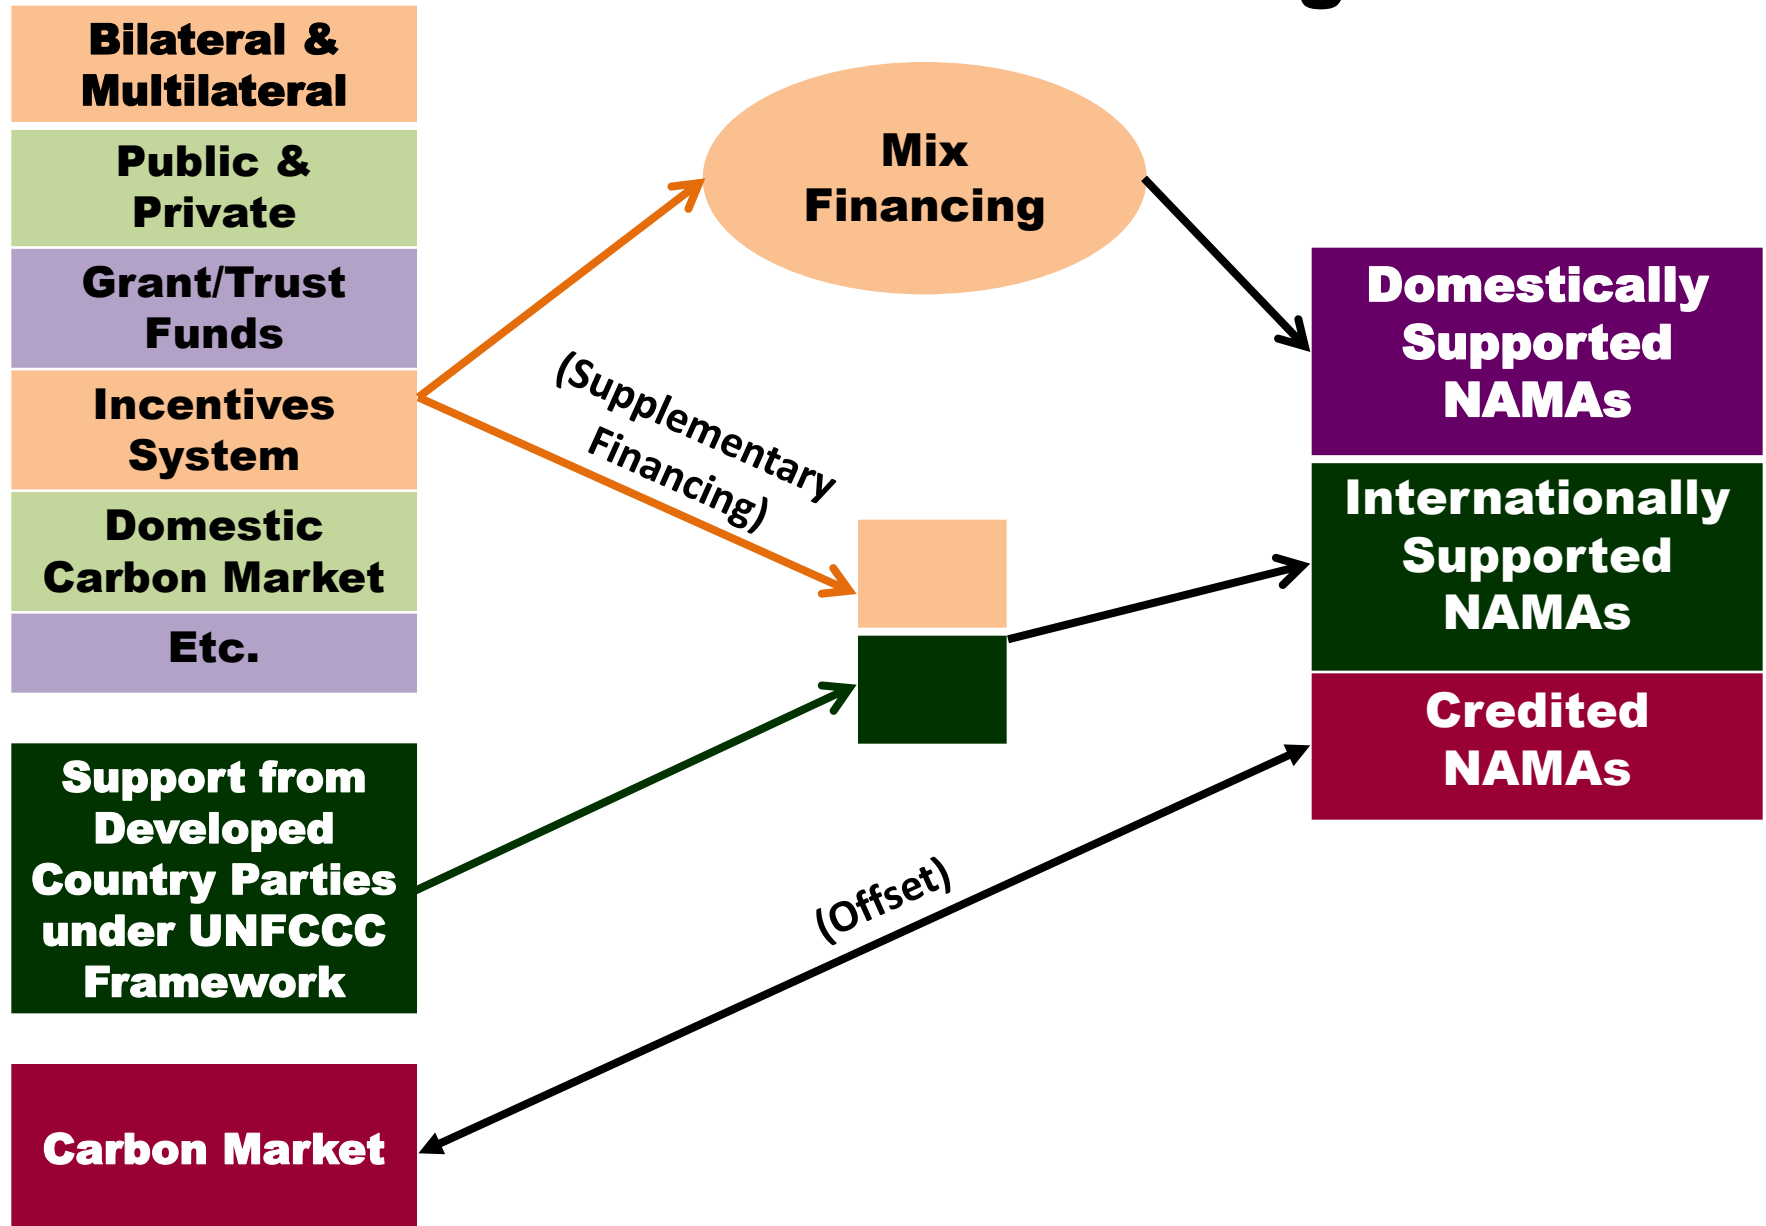 Bilateral &
Multilateral
Public &
Private
Grant/Trust
Funds
Incentives
System
Domestic
Carbon Market
Etc.
Support from
Developed
Country Parties
under UNFCCC
Framework
Carbon Market
Mix
Financing
(Supplementary
Financing)
(Offset)
Domestically
Supported
NAMAs
Internationally
Supported
NAMAs
Credited
NAMAs